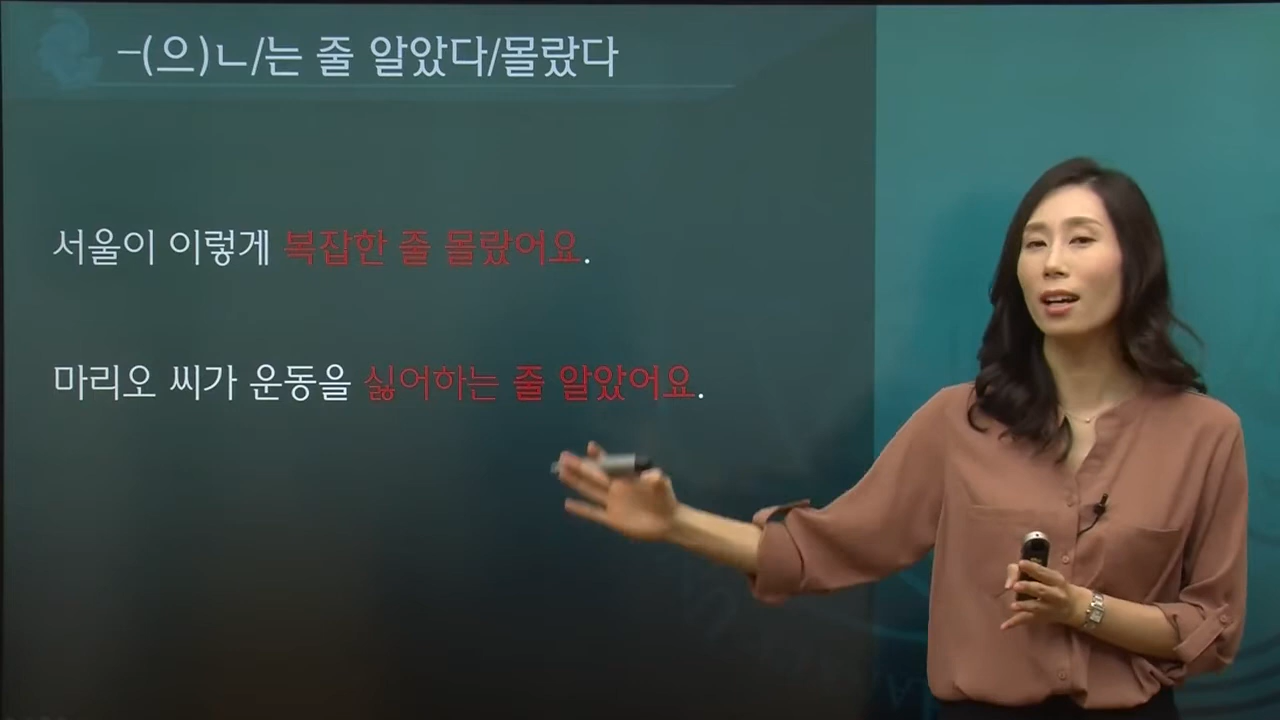 -(으)ㄴ/는 줄 알았다/몰랐다
서울이 이렇게 복잡한 줄 몰랐어요.
마리오 씨가 운동을 싫어하는 줄 알았어요.